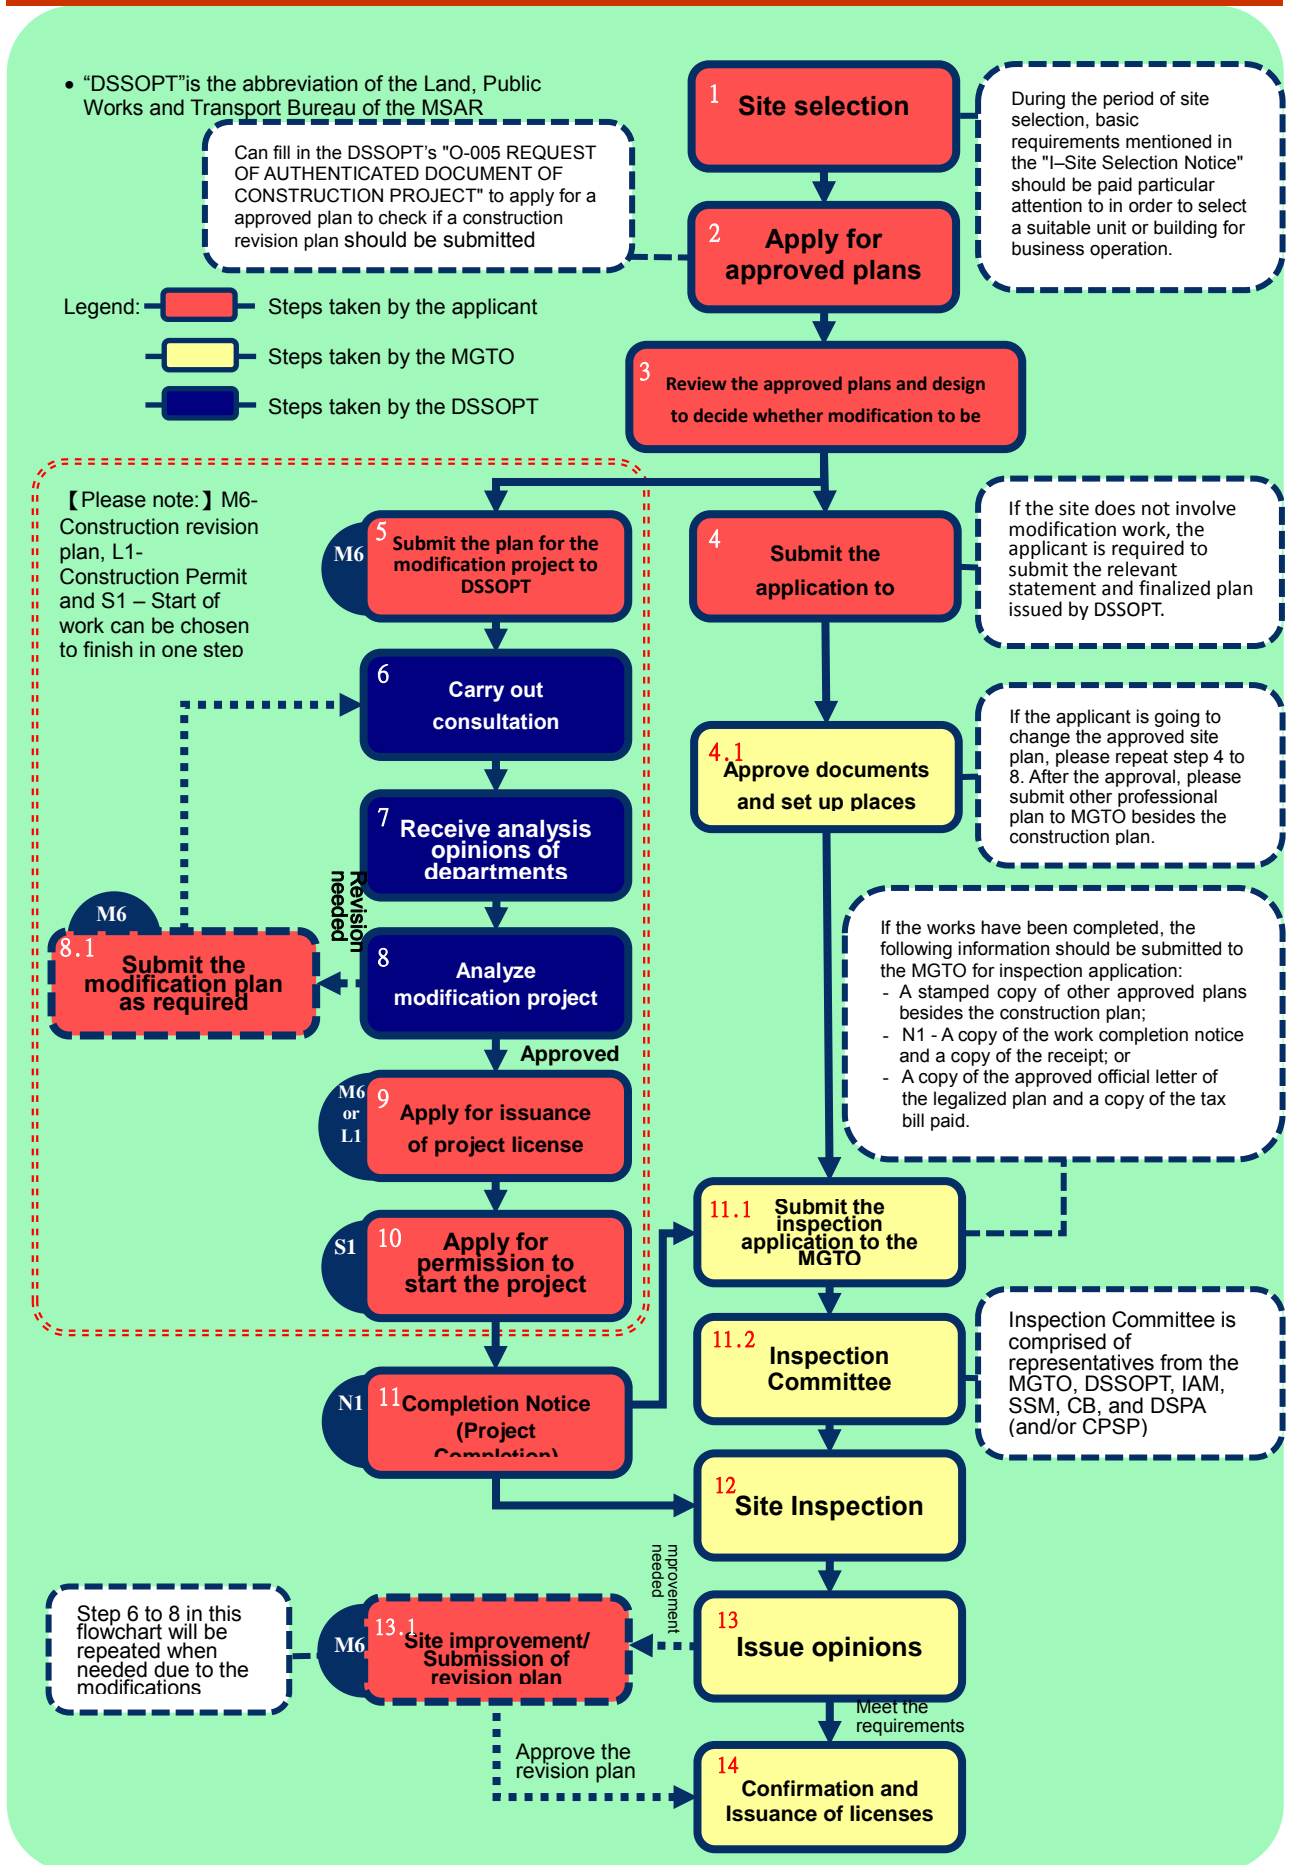 • “DSSOPT”is the abbreviation of the Land, Public
Works and Transport Bureau of the MSAR
1
Site selection
During the period of site
selection, basic
requirements mentioned in
the "I–Site Selection Notice"
should be paid particular
attention to in order to select
a suitable unit or building for
business operation.
Can fill in the DSSOPT's "O-005 REQUEST
OF AUTHENTICATED DOCUMENT OF
CONSTRUCTION PROJECT" to apply for a
approved plan to check if a construction
revision plan should be submitted
2
Apply for
approved plans
Legend:
Steps taken by the applicant
Steps taken by the MGTO
Steps taken by the DSSOPT
3
Review the approved plans and design
to decide whether modification to be
【Please note:】M6-
Construction revision
plan, L1-
Construction Permit
and S1 – Start of
work can be chosen
to finish in one step
M6
5
Submit the plan for the
modification project to
DSSOPT
4
Submit the
application to
If the site does not involve
modification work, the
applicant is required to
submit the relevant
statement and finalized plan
issued by DSSOPT.
6
Carry out
consultation
4.1
Approve documents
and set up places
If the applicant is going to
change the approved site
plan, please repeat step 4 to
8. After the approval, please
submit other professional
plan to MGTO besides the
construction plan.
7
Receive analysis
opinions of
departments
Revision
needed
M6
8.1
Submit the
modification plan
as required
8
Analyze
modification project
Approved
If the works have been completed, the
following information should be submitted to
the MGTO for inspection application:
- A stamped copy of other approved plans
besides the construction plan;
- N1 - A copy of the work completion notice
and a copy of the receipt; or
- A copy of the approved official letter of
the legalized plan and a copy of the tax
bill paid.
M6
or
L1
9
Apply for issuance
of project license
S1
10
Apply for
permission to
start the project
11.1
Submit the
inspection
application to the
MGTO
11.2
Inspection
Committee
Inspection Committee is
comprised of
representatives from the
MGTO, DSSOPT, IAM,
SSM, CB, and DSPA
(and/or CPSP)
N1
11
Completion Notice
(Project
Completion)
12
Site Inspection
mprovement
needed
Step 6 to 8 in this
flowchart will be
repeated when
needed due to the
modifications
M6
13.1
Site improvement/
Submission of
revision plan
13
Issue opinions
Meet the
requirements
Approve the
revision plan
14
Confirmation and
Issuance of licenses